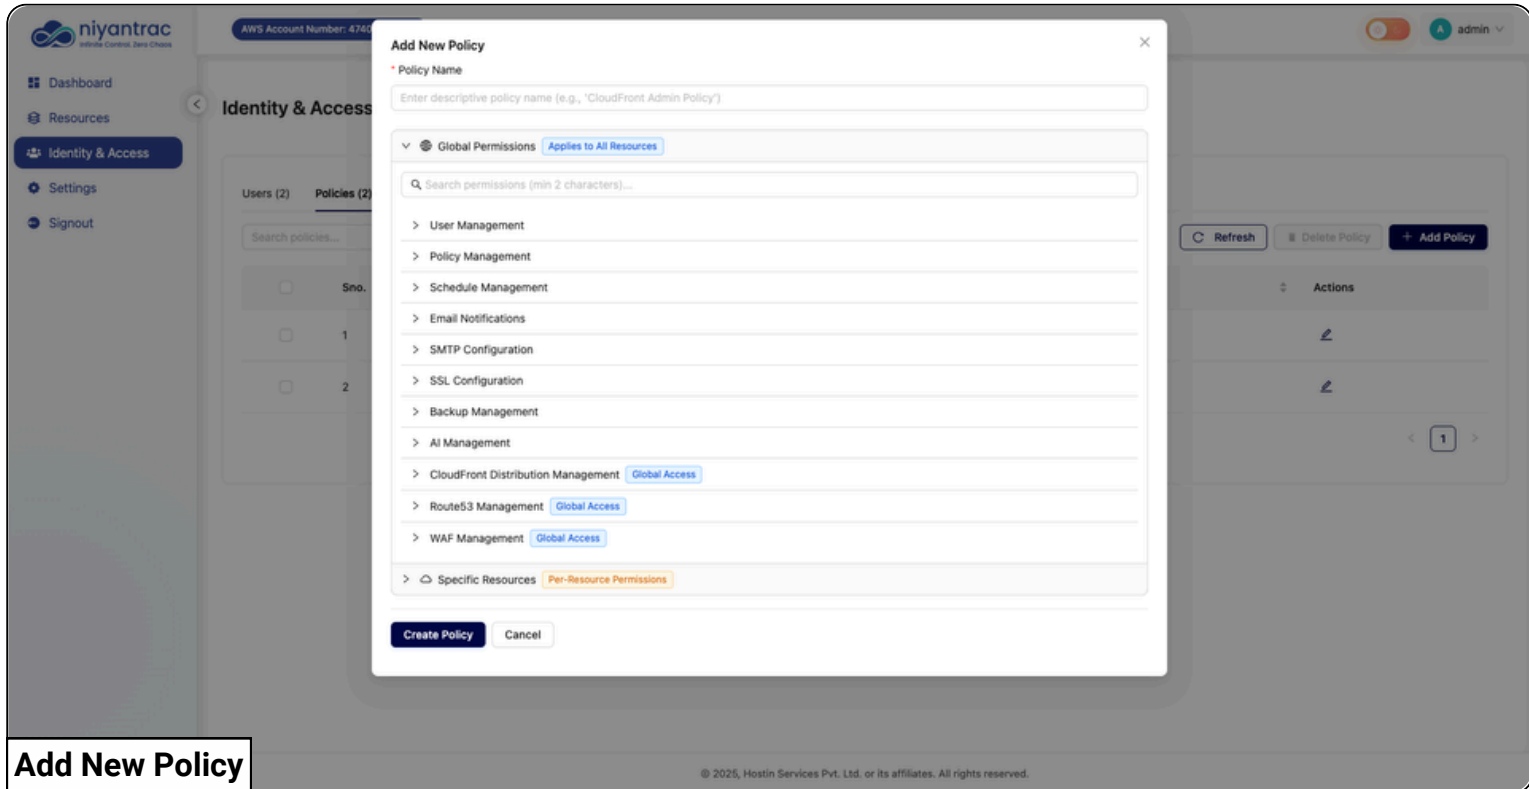 niyantrac
Infinite Control. Zero Chaos
AWS Account Number: 4740
admin
Dashboard
Resources
Identity & Access
Settings
Signout
Identity & Access
Users (2)
Policies (2)
Search policies...
Refresh
Delete Policy
+ Add Policy
Sno.
Actions
1
2
1
Add New Policy
* Policy Name
Enter descriptive policy name (e.g., 'CloudFront Admin Policy')
Global Permissions Applies to All Resources
Search permissions (min 2 characters)...
User Management
Policy Management
Schedule Management
Email Notifications
SMTP Configuration
SSL Configuration
Backup Management
AI Management
CloudFront Distribution Management Global Access
Route53 Management Global Access
WAF Management Global Access
Specific Resources Per-Resource Permissions
Create Policy
Cancel
Add New Policy
© 2025, Hostin Services Pvt. Ltd. or its affiliates. All rights reserved.